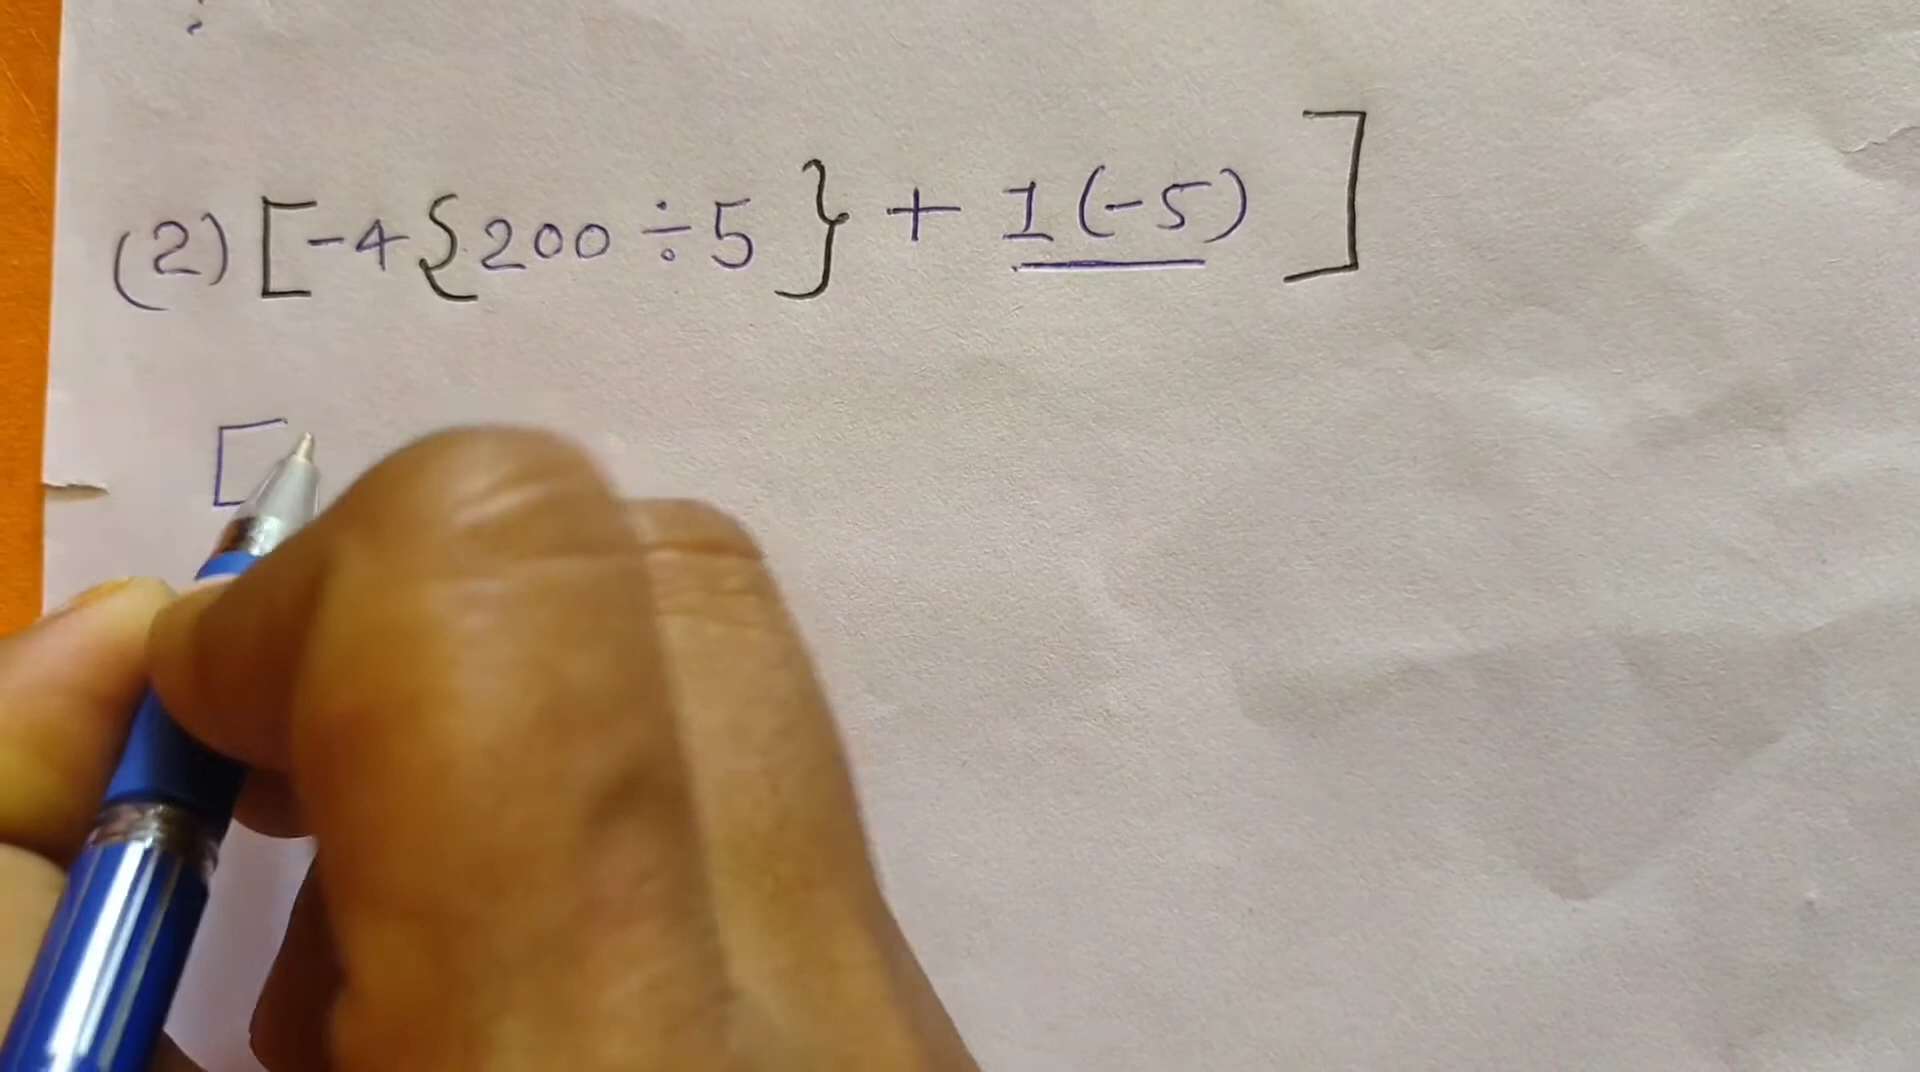 (2) [-4{200÷5} + 1(-5) ]
[